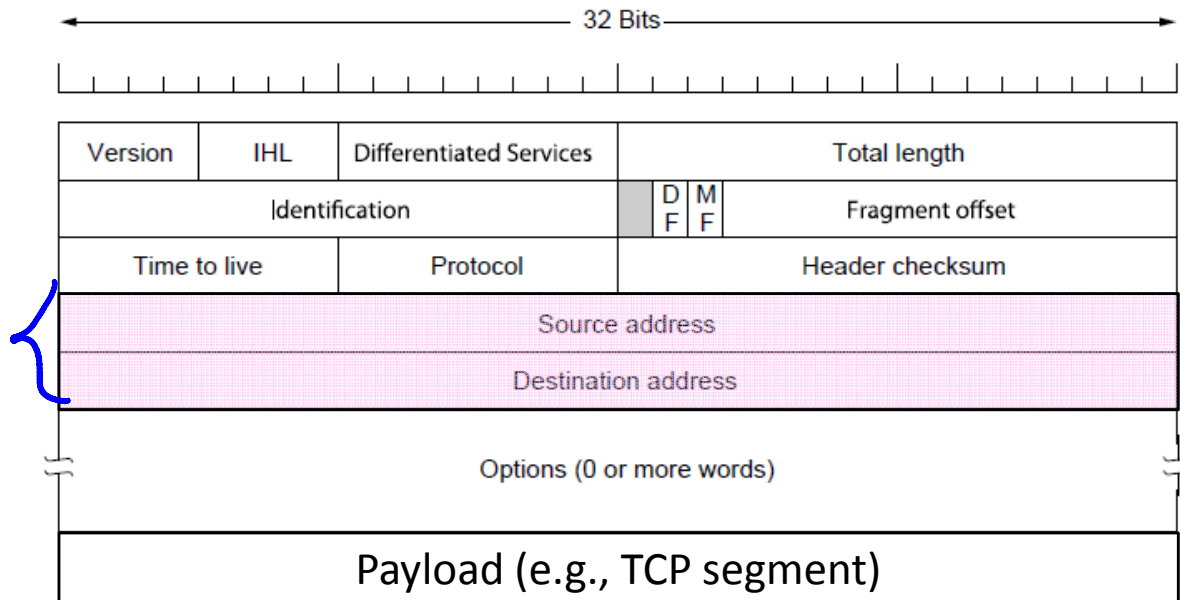 32 Bits
Version IHL Differentiated Services Total length
Identification D F M F Fragment offset
Time to live Protocol Header checksum
Source address
Destination address
Options (0 or more words)
Payload (e.g., TCP segment)